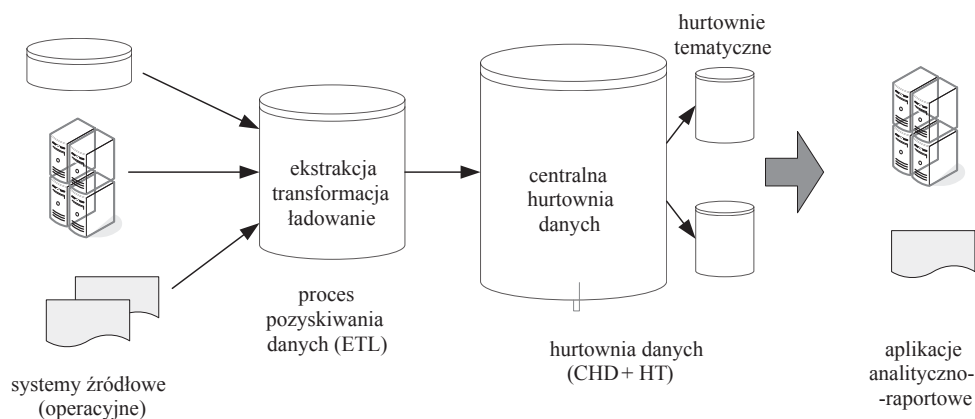 hurtownie
tematyczne
ekstrakcja
transformacja
ładowanie
centralna
hurtownia
danych
proces
pozyskiwania
danych (ETL)
hurtownia danych
(CHD + HT)
systemy źródłowe
(operacyjne)
aplikacje
analityczno-
-raportowe